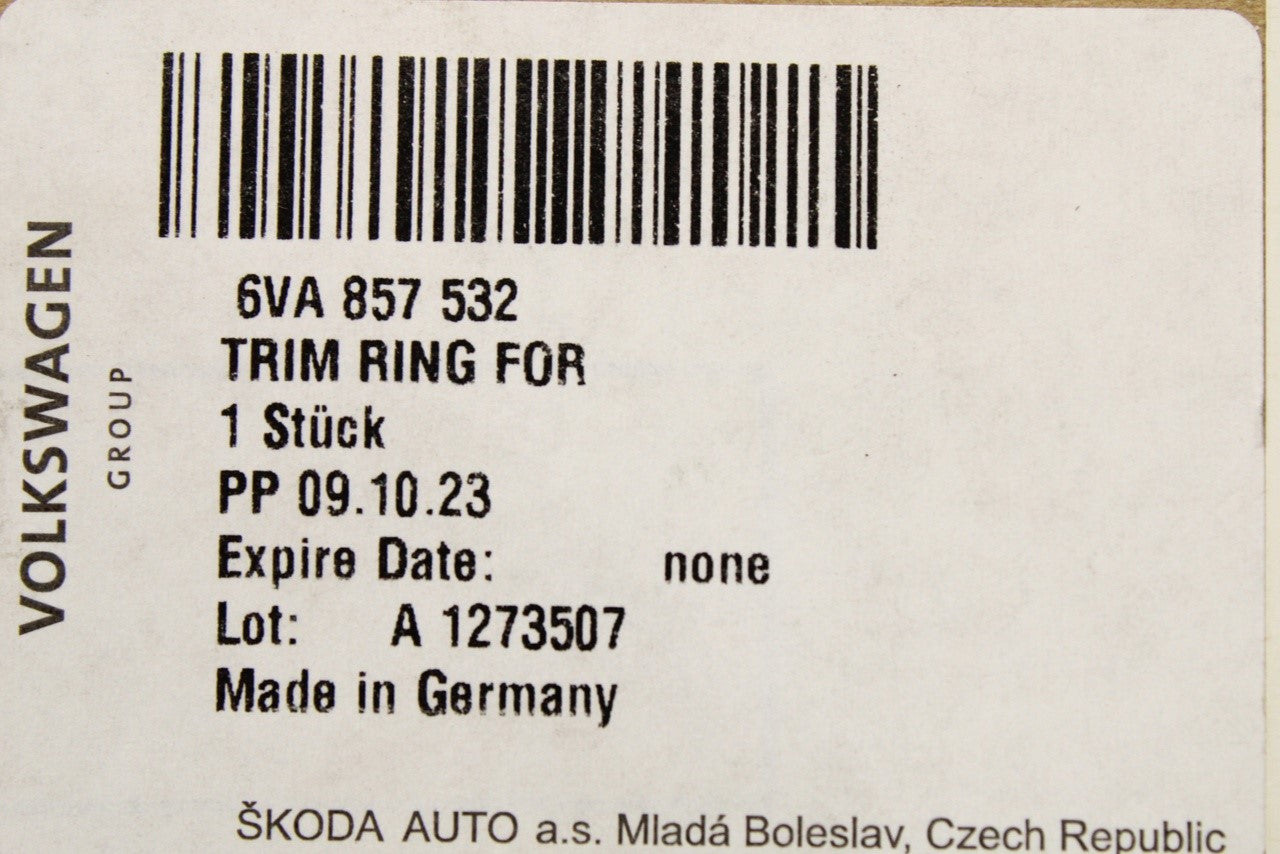 VOLKSWAGEN
GROUP
6VA 857 532
TRIM RING FOR
1 Stück
PP 09.10.23
Expire Date: none
Lot: A 1273507
Made in Germany
ŠKODA AUTO a.s. Mladá Boleslav, Czech Republic